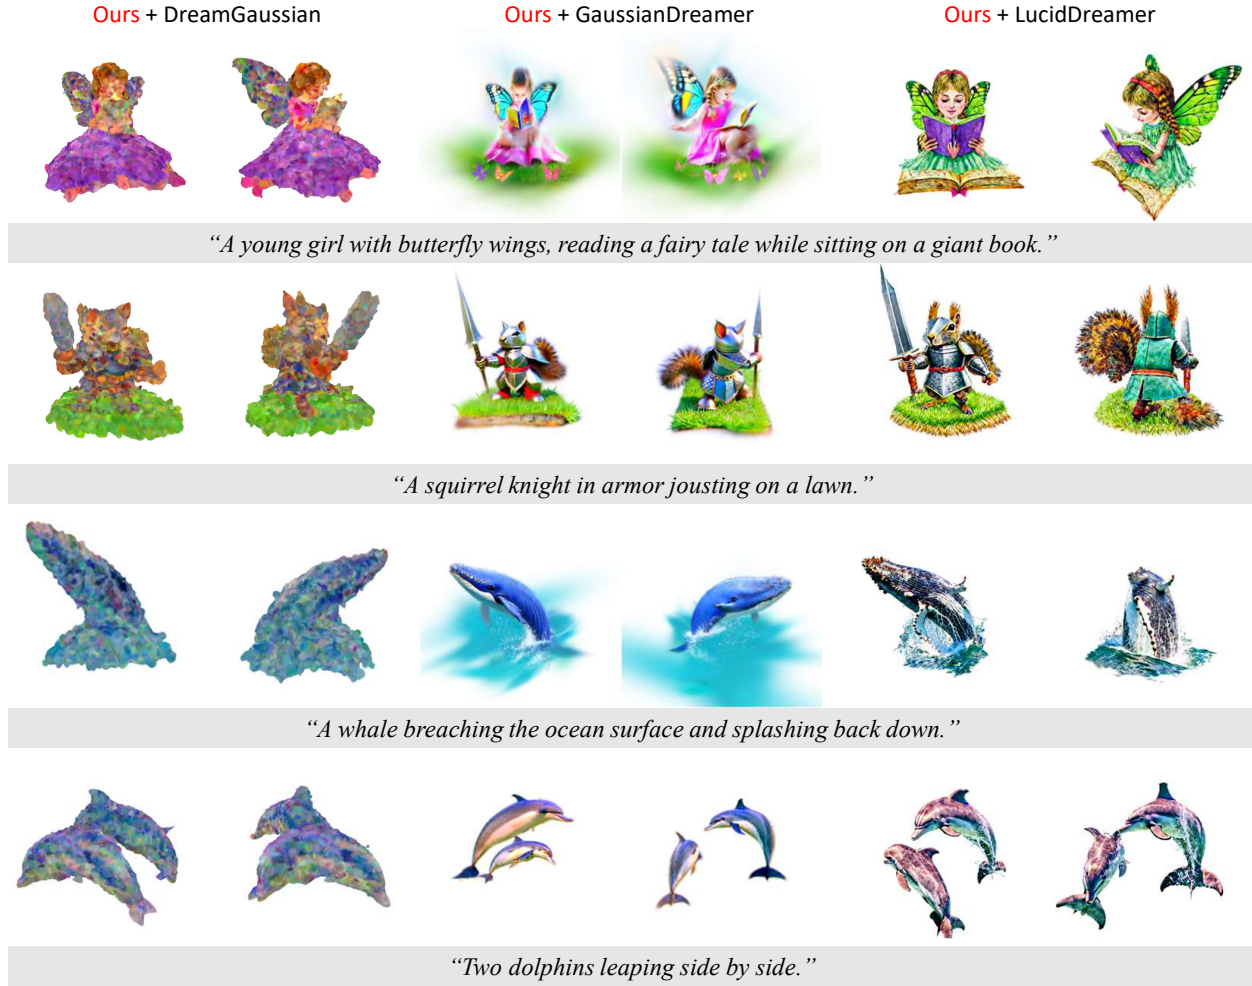 Ours + DreamGaussian
Ours + GaussianDreamer
Ours + LucidDreamer
“A young girl with butterfly wings, reading a fairy tale while sitting on a giant book.”
“A squirrel knight in armor jousting on a lawn.”
“A whale breaching the ocean surface and splashing back down.”
“Two dolphins leaping side by side.”